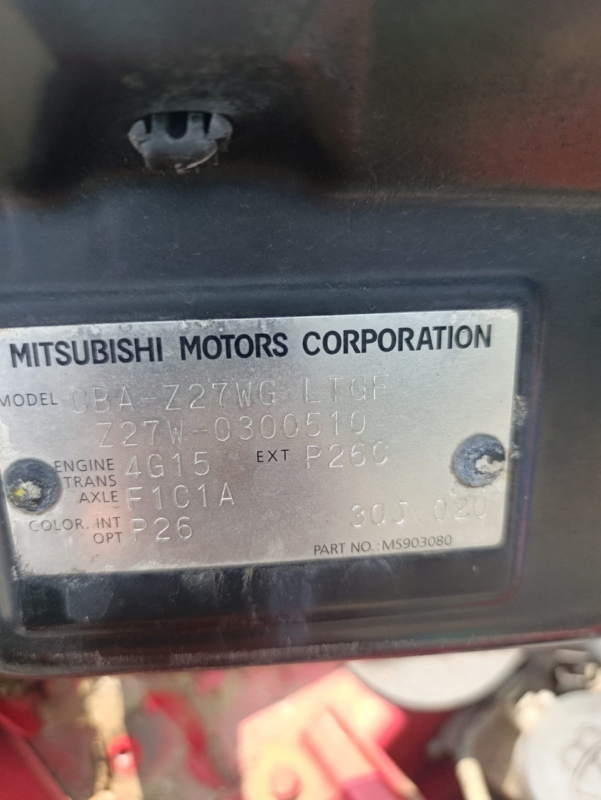 MITSUBISHI MOTORS CORPORATION
MODEL CBA-Z27WG LTGF
Z27W-0300510
ENGINE 4G15 EXT P26C
TRANS AXLE F1C1A
COLOR. INT OPT P26 30J 020
PART NO.: MS903080